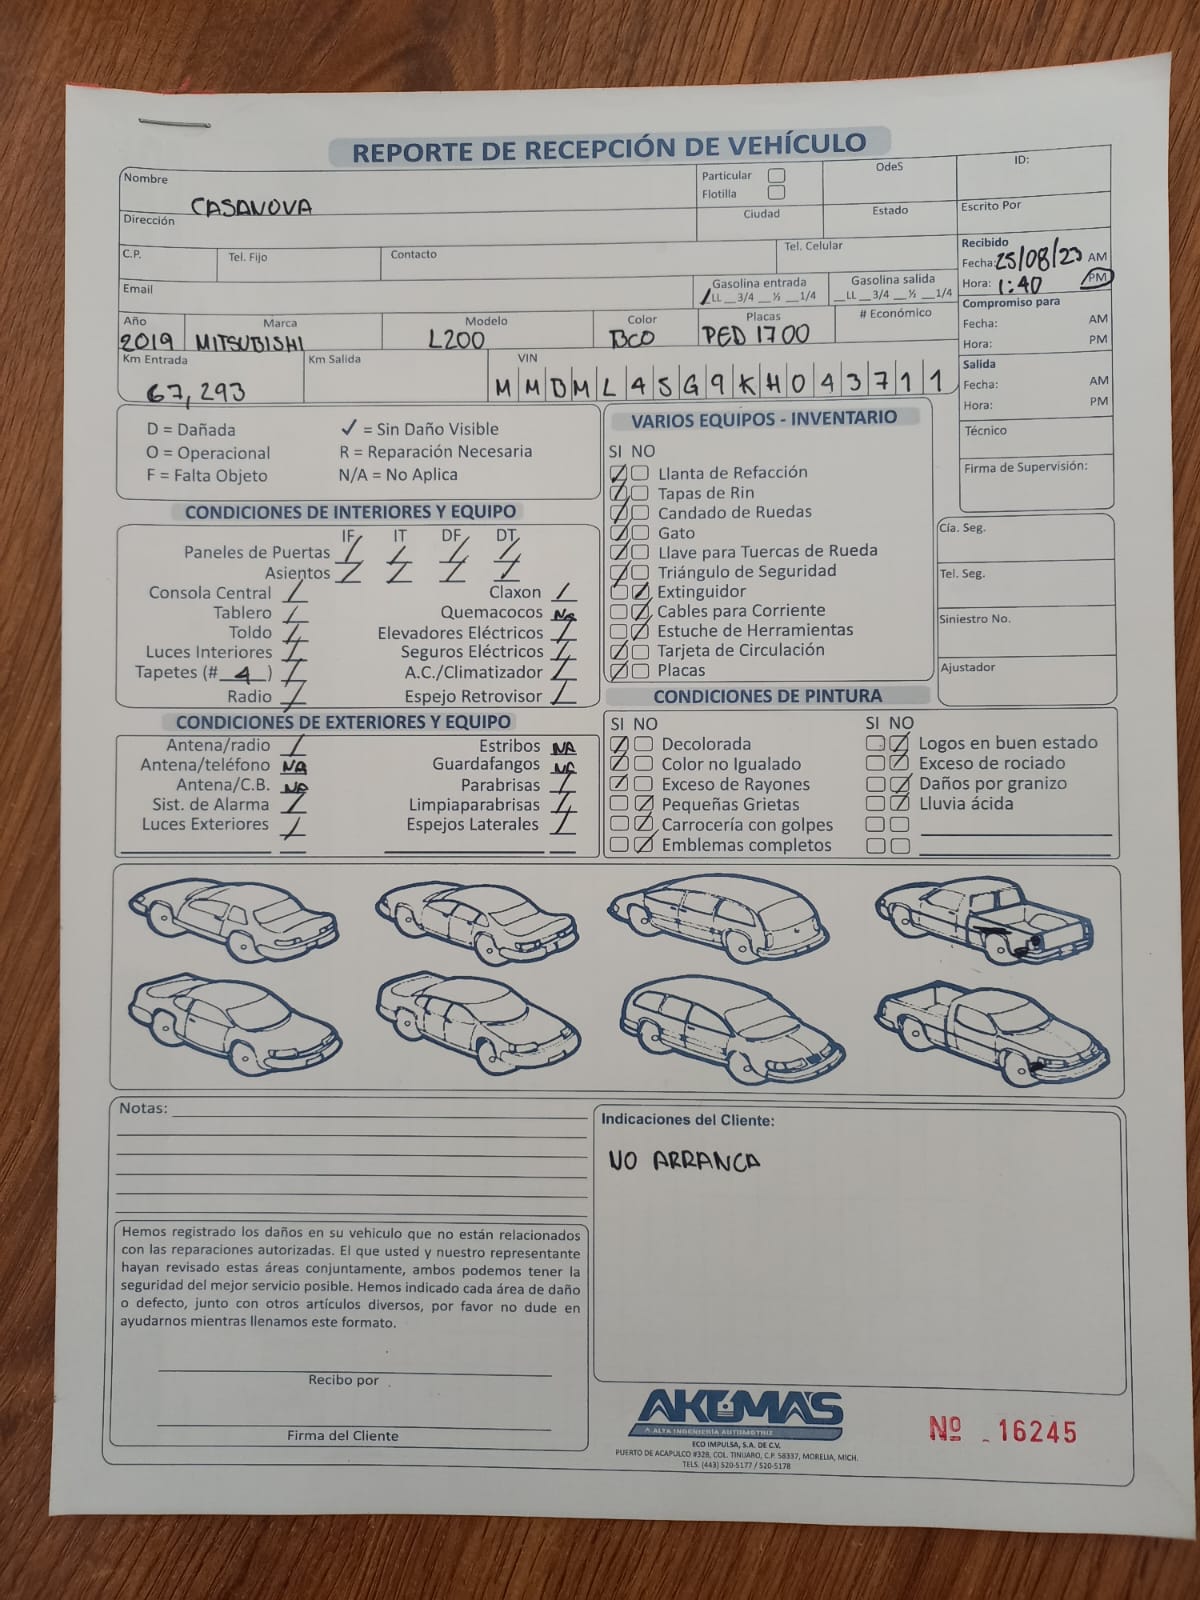 REPORTE DE RECEPCIÓN DE VEHÍCULO
Nombre CASANOVA
Particular
Flotilla
OdeS
ID:
Dirección
Ciudad
Estado
Escrito Por
C.P.
Tel. Fijo
Contacto
Tel. Celular
Recibido
Fecha: 25/08/23 AM
Hora: 1:40 PM
Email
Gasolina entrada
LL __3/4 __½ __1/4
Gasolina salida
__LL __3/4 __½ __1/4
Compromiso para
Fecha: AM
Hora: PM
Año 2019
Marca MITSUBISHI
Modelo L200
Color BCO
Placas PED 1700
# Económico
Km Entrada 67,293
Km Salida
VIN M M D M L 4 5 G 9 K H 0 4 3 7 1 1
Salida
Fecha: AM
Hora: PM
Técnico
Firma de Supervisión:
D = Dañada
✓ = Sin Daño Visible
O = Operacional
R = Reparación Necesaria
F = Falta Objeto
N/A = No Aplica
CONDICIONES DE INTERIORES Y EQUIPO
IF IT DF DT
Paneles de Puertas
Asientos
Consola Central
Claxon
Tablero
Quemacocos NA
Toldo
Elevadores Eléctricos
Luces Interiores
Seguros Eléctricos
Tapetes (# 4 )
A.C./Climatizador
Radio
Espejo Retrovisor
CONDICIONES DE EXTERIORES Y EQUIPO
Antena/radio
Estribos NA
Antena/teléfono NA
Guardafangos NA
Antena/C.B. NA
Parabrisas
Sist. de Alarma
Limpiaparabrisas
Luces Exteriores
Espejos Laterales
VARIOS EQUIPOS - INVENTARIO
SI NO
Llanta de Refacción
Tapas de Rin
Candado de Ruedas
Gato
Llave para Tuercas de Rueda
Triángulo de Seguridad
Extinguidor
Cables para Corriente
Estuche de Herramientas
Tarjeta de Circulación
Placas
Cía. Seg.
Tel. Seg.
Siniestro No.
Ajustador
CONDICIONES DE PINTURA
SI NO
SI NO
Decolorada
Logos en buen estado
Color no Igualado
Exceso de rociado
Exceso de Rayones
Daños por granizo
Pequeñas Grietas
Lluvia ácida
Carrocería con golpes
Emblemas completos
Notas:
Indicaciones del Cliente:
NO ARRANCA
Hemos registrado los daños en su vehiculo que no están relacionados
con las reparaciones autorizadas. El que usted y nuestro representante
hayan revisado estas áreas conjuntamente, ambos podemos tener la
seguridad del mejor servicio posible. Hemos indicado cada área de daño
o defecto, junto con otros artículos diversos, por favor no dude en
ayudarnos mientras llenamos este formato.
Recibo por
Firma del Cliente
AKUMA'S
ALTA INGENIERÍA AUTOMOTRIZ
ECO IMPULSA, S.A. DE C.V.
PUERTO DE ACAPULCO #328, COL. TINIJARO, C.P. 58337, MORELIA, MICH.
TELS. (443) 520-5177 / 520-5178
Nº 16245